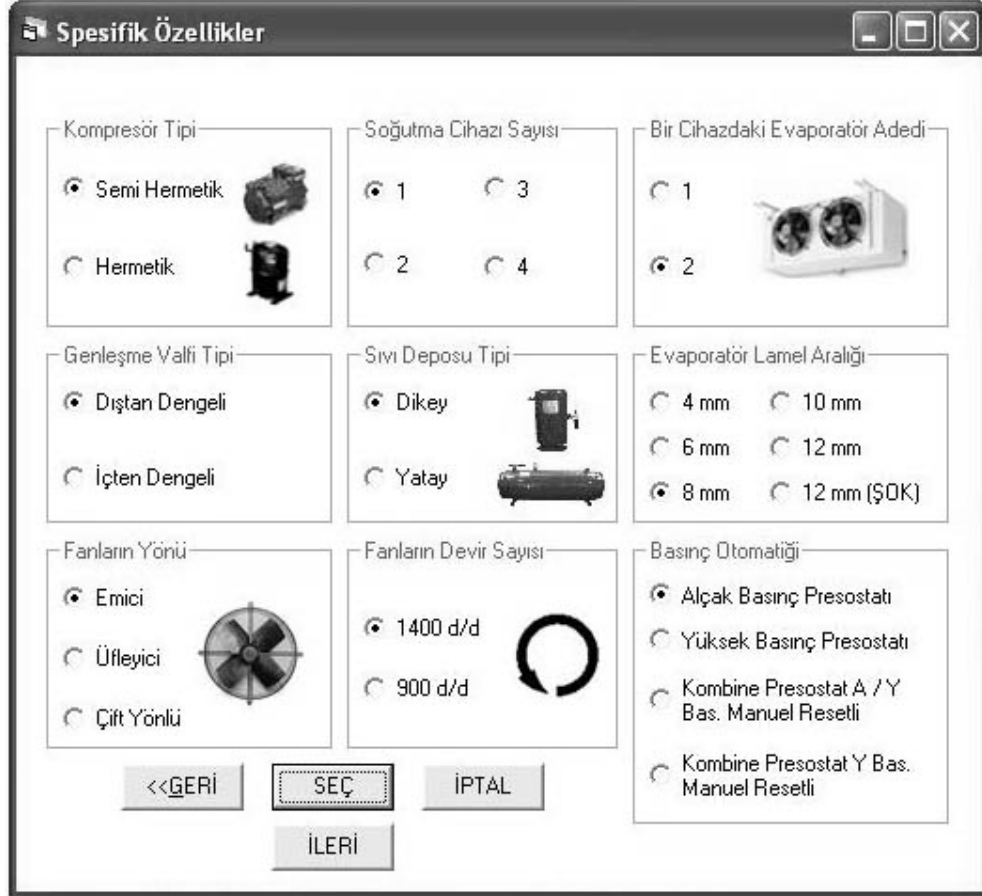 Spesifik Özellikler
Kompresör Tipi
Semi Hermetik
Hermetik
Soğutma Cihazı Sayısı
1
3
2
4
Bir Cihazdaki Evaporatör Adedi
1
2
Genleşme Valfi Tipi
Dıştan Dengeli
İçten Dengeli
Sıvı Deposu Tipi
Dikey
Yatay
Evaporatör Lamel Aralığı
4 mm
10 mm
6 mm
12 mm
8 mm
12 mm (ŞOK)
Fanların Yönü
Emici
Üfleyici
Çift Yönlü
Fanların Devir Sayısı
1400 d/d
900 d/d
Basınç Otomatiği
Alçak Basınç Presostatı
Yüksek Basınç Presostatı
Kombine Presostat A / Y
Bas. Manuel Resetli
Kombine Presostat Y Bas.
Manuel Resetli
<<GERİ
SEÇ
İPTAL
İLERİ